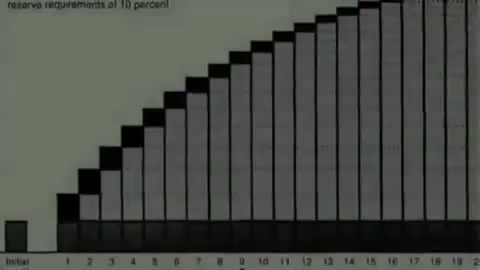 reserve requirements of 10 percent
Initial 1 2 3 4 5 6 7 8 9 10 11 12 13 14 15 16 17 18 19